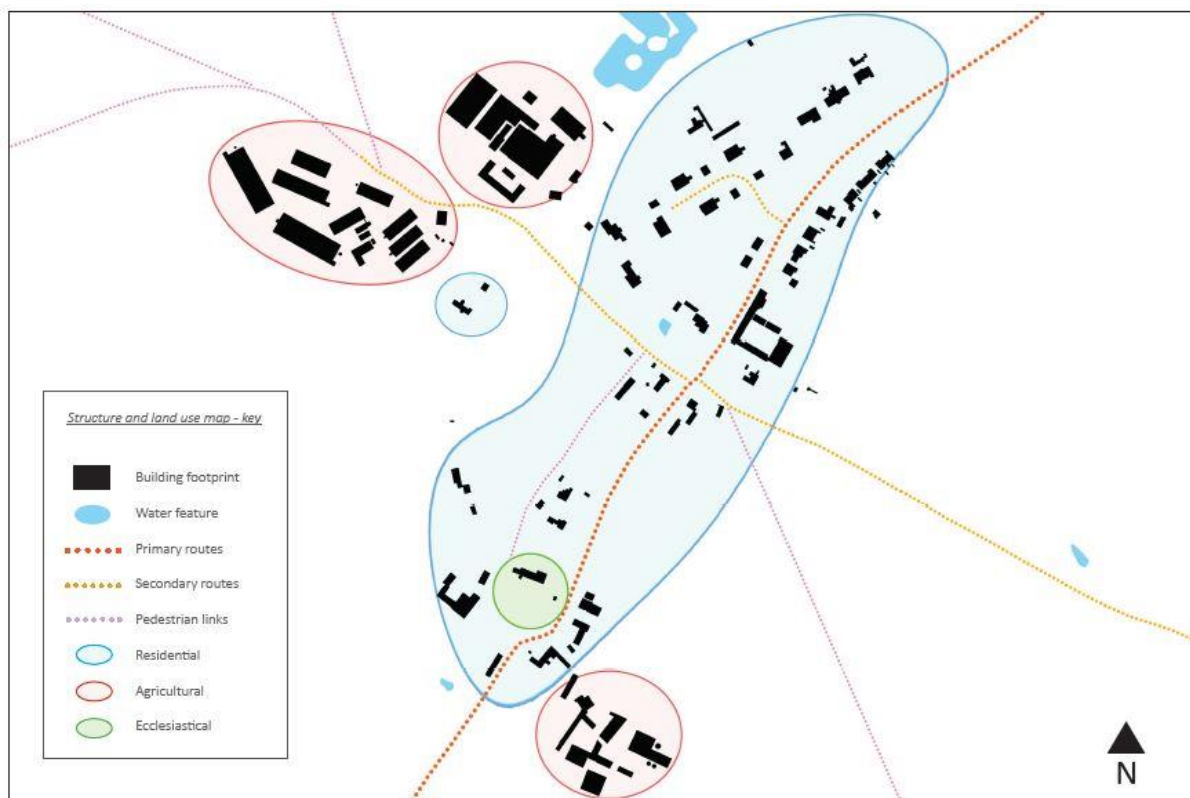 Structure and land use map - key
Building footprint
Water feature
Primary routes
Secondary routes
Pedestrian links
Residential
Agricultural
Ecclesiastical
N